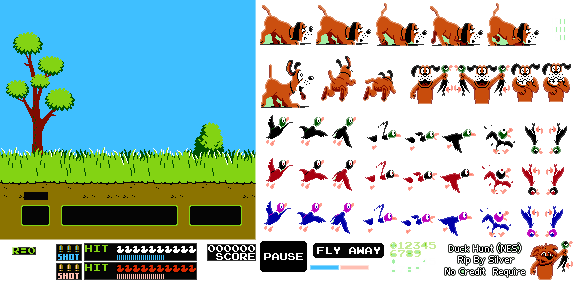 R=0
SHOT
HIT
SHOT
HIT
000000
SCORE
PAUSE
FLY AWAY
012345
6789
Duck Hunt (NES)
Rip By Silver
No Credit Require